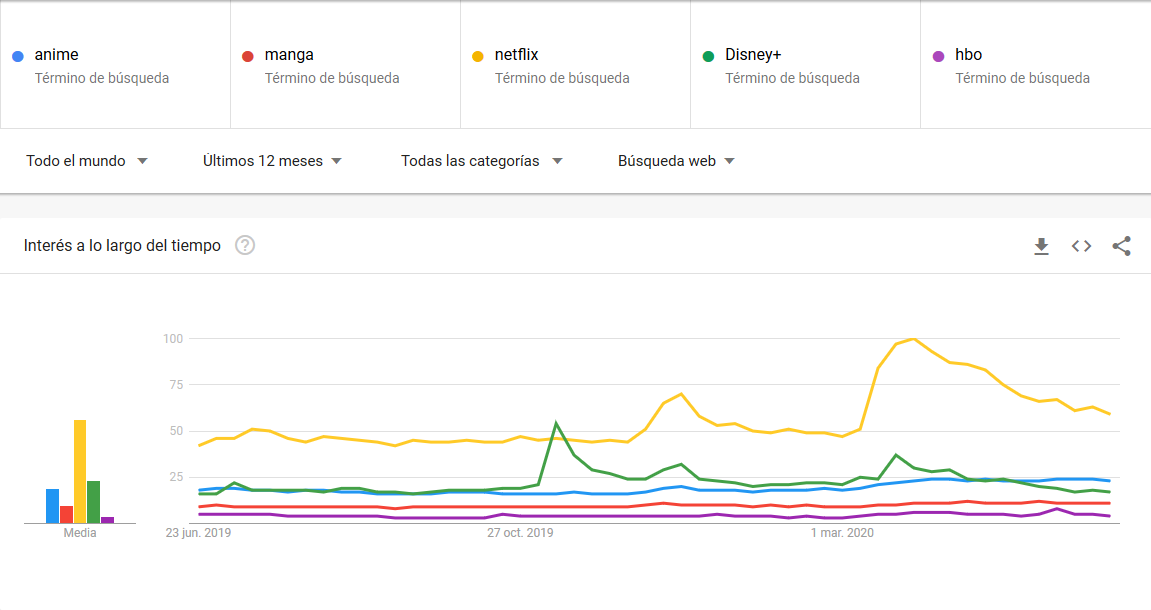 anime
Término de búsqueda
manga
Término de búsqueda
netflix
Término de búsqueda
Disney+
Término de búsqueda
hbo
Término de búsqueda
Todo el mundo
Últimos 12 meses
Todas las categorías
Búsqueda web
Interés a lo largo del tiempo
?
100
75
50
25
Media
23 jun. 2019
27 oct. 2019
1 mar. 2020